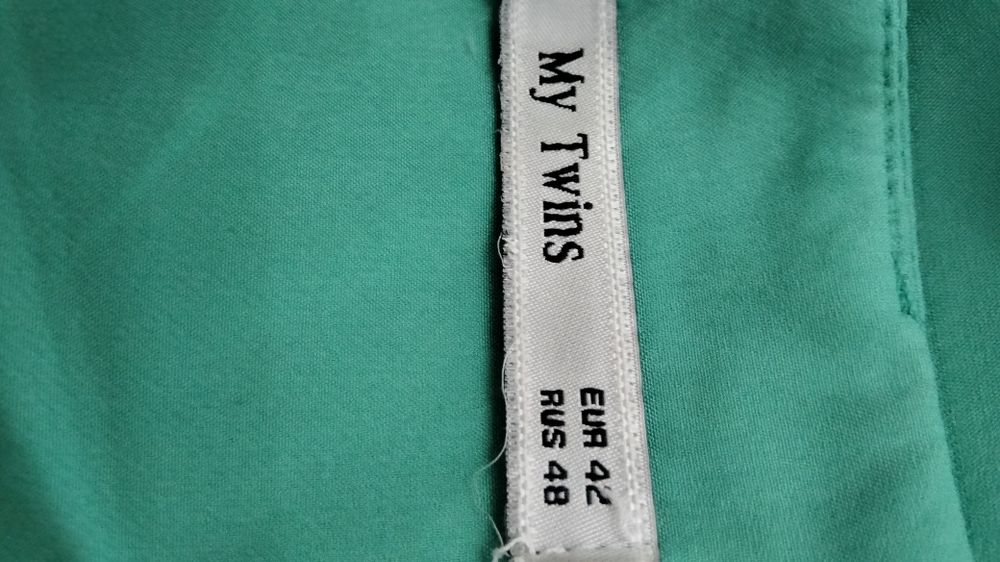 My Twins
EUR 42
RUS 48